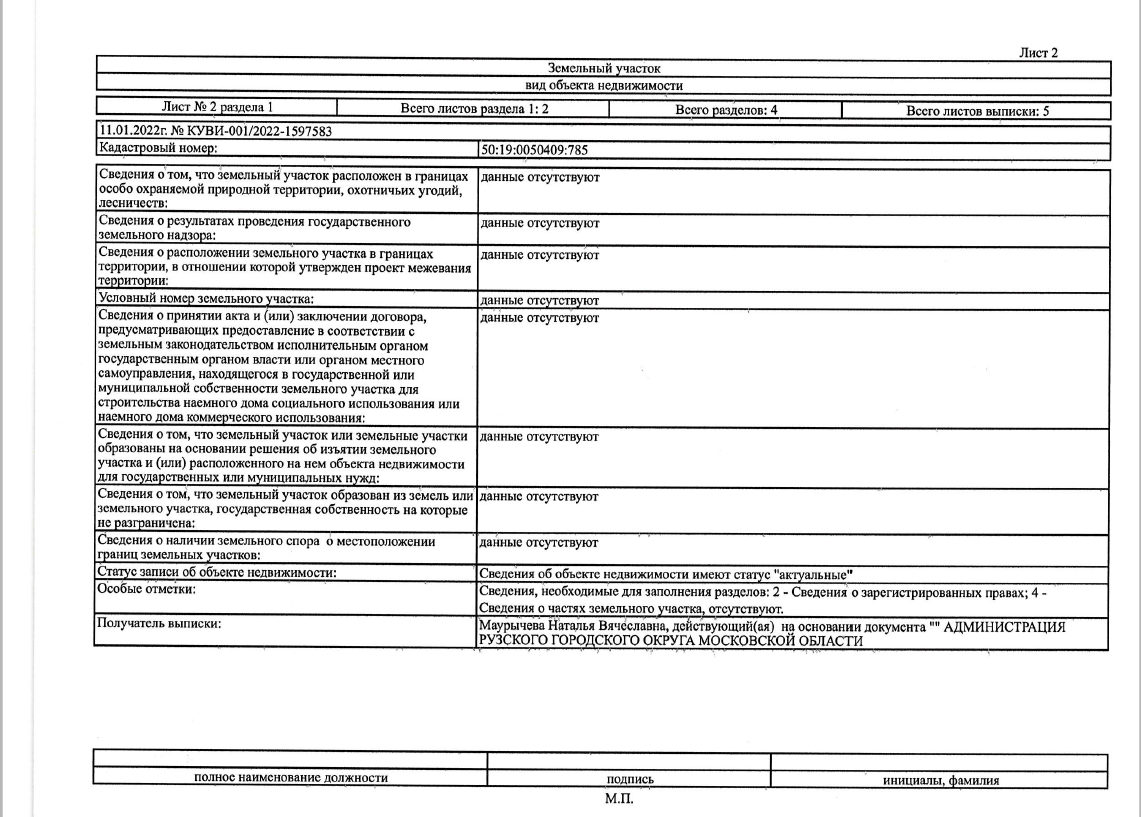 Лист 2
Земельный участок
вид объекта недвижимости
Лист № 2 раздела 1 Всего листов раздела 1: 2 Всего разделов: 4 Всего листов выписки: 5
11.01.2022г. № КУВИ-001/2022-1597583
Кадастровый номер: 50:19:0050409:785
Сведения о том, что земельный участок расположен в границах данные отсутствуют
особо охраняемой природной территории, охотничьих угодий,
лесничеств:
Сведения о результатах проведения государственного данные отсутствуют
земельного надзора:
Сведения о расположении земельного участка в границах данные отсутствуют
территории, в отношении которой утвержден проект межевания
территории:
Условный номер земельного участка: данные отсутствуют
Сведения о принятии акта и (или) заключении договора, данные отсутствуют
предусматривающих предоставление в соответствии с
земельным законодательством исполнительным органом
государственным органом власти или органом местного
самоуправления, находящегося в государственной или
муниципальной собственности земельного участка для
строительства наемного дома социального использования или
наемного дома коммерческого использования:
Сведения о том, что земельный участок или земельные участки данные отсутствуют
образованы на основании решения об изъятии земельного
участка и (или) расположенного на нем объекта недвижимости
для государственных или муниципальных нужд:
Сведения о том, что земельный участок образован из земель или данные отсутствуют
земельного участка, государственная собственность на которые
не разграничена:
Сведения о наличии земельного спора о местоположении данные отсутствуют
границ земельных участков:
Статус записи об объекте недвижимости: Сведения об объекте недвижимости имеют статус "актуальные"
Особые отметки: Сведения, необходимые для заполнения разделов: 2 - Сведения о зарегистрированных правах; 4 -
Сведения о частях земельного участка, отсутствуют.
Получатель выписки: Маурычева Наталья Вячеславна, действующий(ая) на основании документа "" АДМИНИСТРАЦИЯ
РУЗСКОГО ГОРОДСКОГО ОКРУГА МОСКОВСКОЙ ОБЛАСТИ
полное наименование должности подпись инициалы, фамилия
М.П.